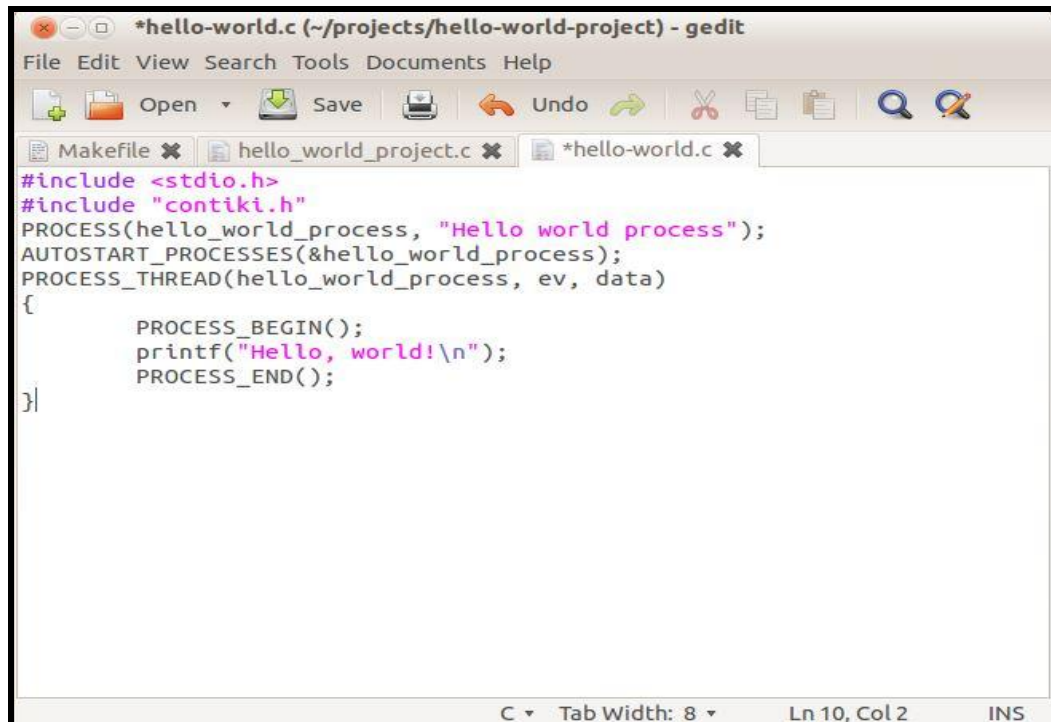 *hello-world.c (~/projects/hello-world-project) - gedit
File Edit View Search Tools Documents Help
Open Save Undo
Makefile hello_world_project.c *hello-world.c
#include <stdio.h>
#include "contiki.h"
PROCESS(hello_world_process, "Hello world process");
AUTOSTART_PROCESSES(&hello_world_process);
PROCESS_THREAD(hello_world_process, ev, data)
{
        PROCESS_BEGIN();
        printf("Hello, world!\n");
        PROCESS_END();
}
C Tab Width: 8 Ln 10, Col 2 INS